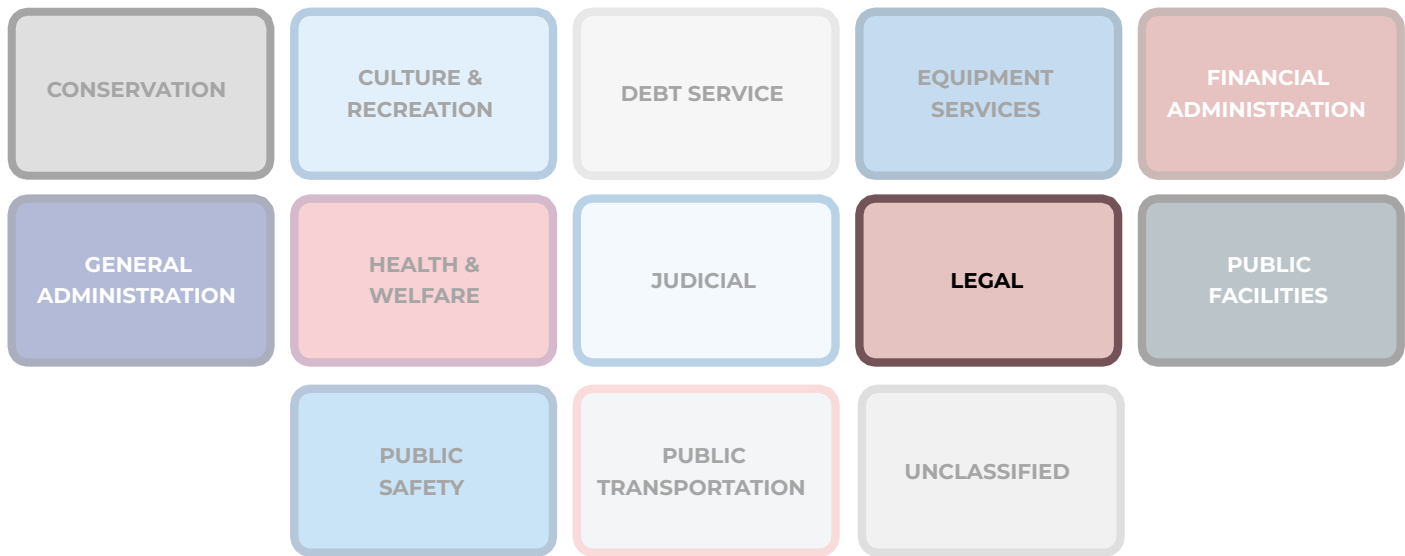 CONSERVATION
CULTURE &
RECREATION
DEBT SERVICE
EQUIPMENT
SERVICES
FINANCIAL
ADMINISTRATION
GENERAL
ADMINISTRATION
HEALTH &
WELFARE
JUDICIAL
LEGAL
PUBLIC
FACILITIES
PUBLIC
SAFETY
PUBLIC
TRANSPORTATION
UNCLASSIFIED